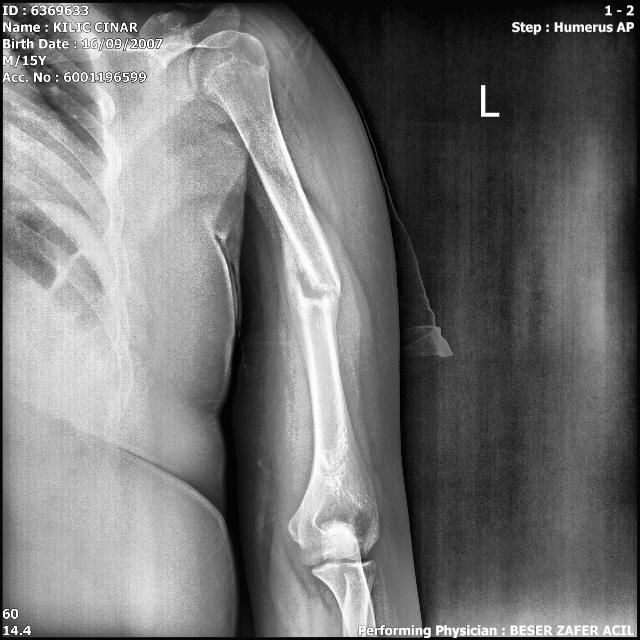 ID : 6369633
Name : KILIC CINAR
Birth Date : 16/09/2007
M/15Y
Acc. No : 6001196599
1 - 2
Step : Humerus AP
L
60
14.4
Performing Physician : BESER ZAFER ACIL